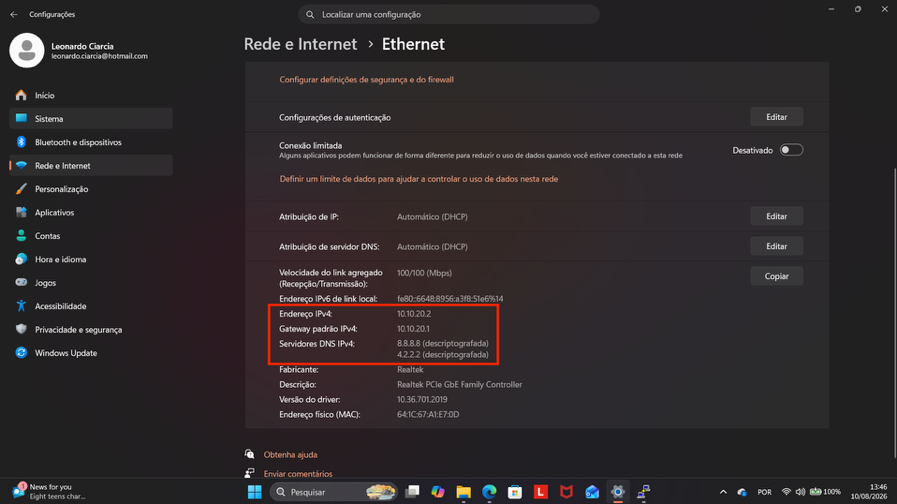 Configurações
Localizar uma configuração
Leonardo Ciarcia
leonardo.ciarcia@hotmail.com
Início
Sistema
Bluetooth e dispositivos
Rede e Internet
Personalização
Aplicativos
Contas
Hora e idioma
Jogos
Acessibilidade
Privacidade e segurança
Windows Update
Rede e Internet > Ethernet
Configurar definições de segurança e do firewall
Configurações de autenticação Editar
Conexão limitada
Alguns aplicativos podem funcionar de forma diferente para reduzir o uso de dados quando você estiver conectado a esta rede
Desativado
Definir um limite de dados para ajudar a controlar o uso de dados nesta rede
Atribuição de IP: Automático (DHCP) Editar
Atribuição de servidor DNS: Automático (DHCP) Editar
Velocidade do link agregado 100/100 (Mbps) Copiar
(Recepção/Transmissão):
Endereço IPv6 de link local: fe80::6648:8956:a3f8:51e6%14
Endereço IPv4: 10.10.20.2
Gateway padrão IPv4: 10.10.20.1
Servidores DNS IPv4: 8.8.8.8 (descriptografada)
4.2.2.2 (descriptografada)
Fabricante: Realtek
Descrição: Realtek PCIe GbE Family Controller
Versão do driver: 10.36.701.2019
Endereço físico (MAC): 64:1C:67:A1:E7:0D
Obtenha ajuda
Enviar comentários
1
News for you
Eight teens char...
Pesquisar
L
POR
100%
13:46
10/08/2026